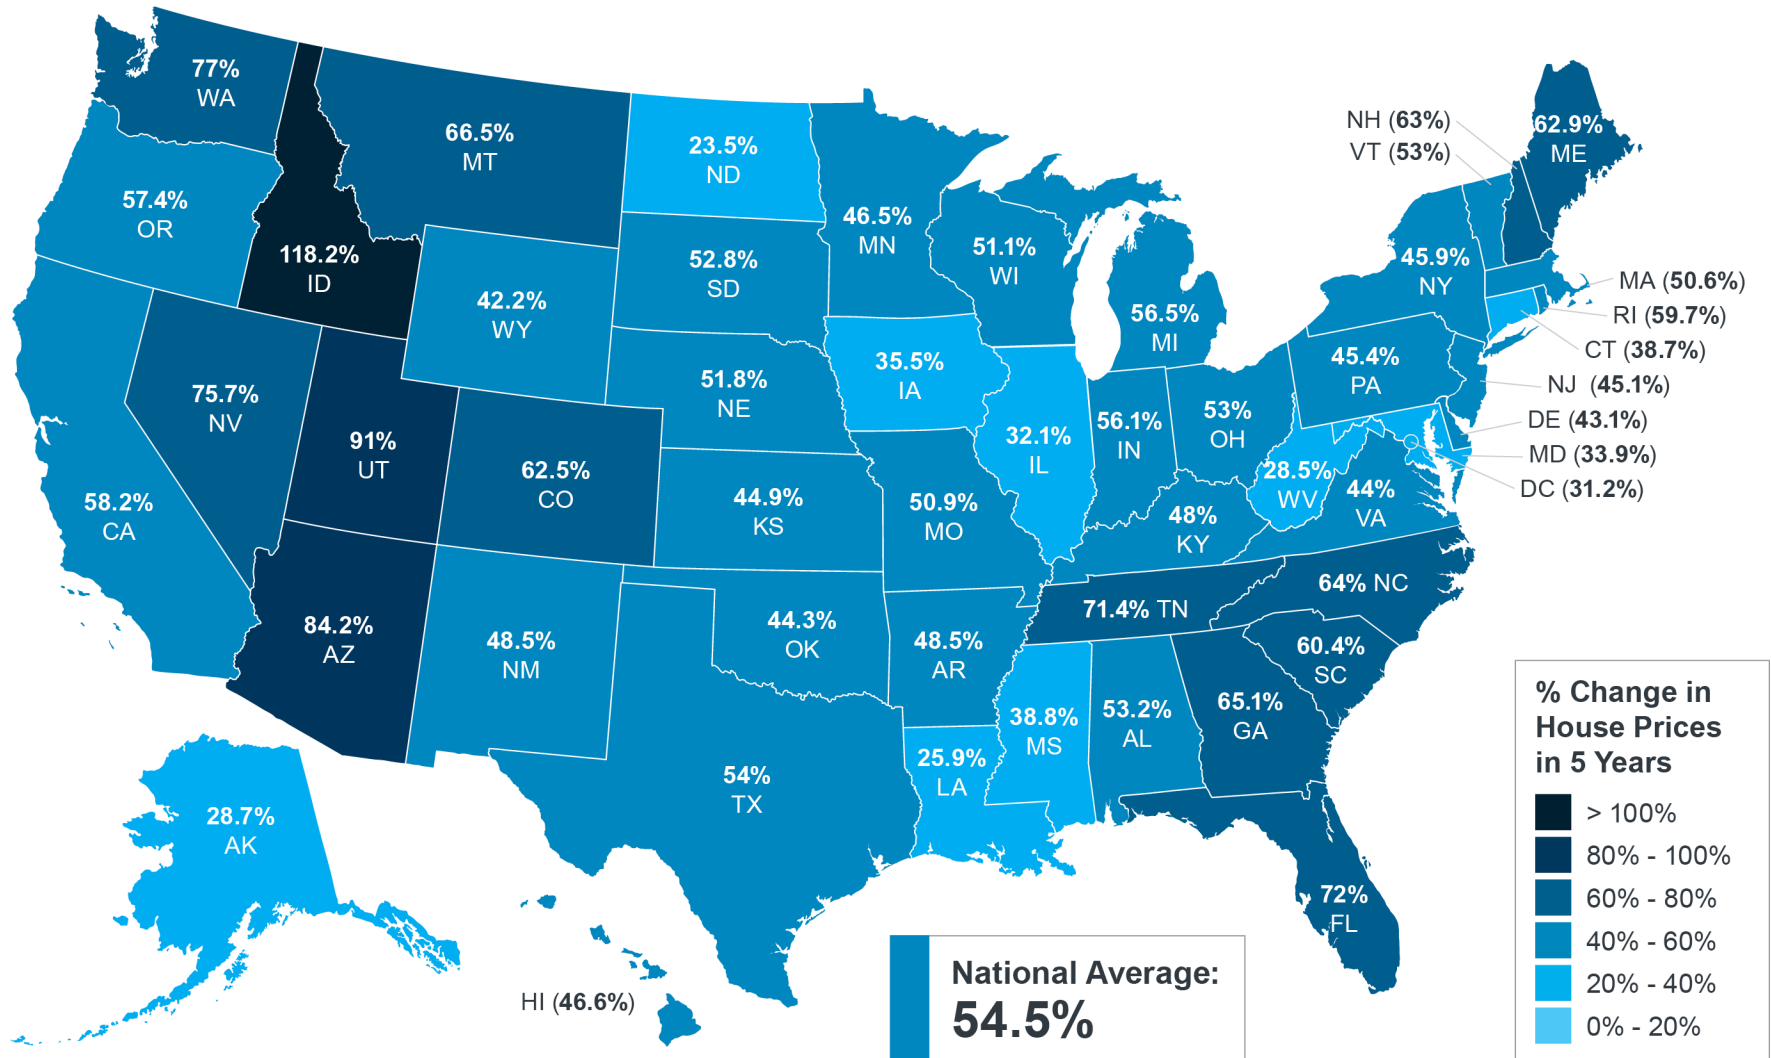 77%
WA
66.5%
MT
23.5%
ND
46.5%
MN
57.4%
OR
118.2%
ID
42.2%
WY
52.8%
SD
51.1%
WI
56.5%
MI
NH (63%)
VT (53%)
62.9%
ME
45.9%
NY
MA (50.6%)
RI (59.7%)
CT (38.7%)
NJ (45.1%)
DE (43.1%)
MD (33.9%)
DC (31.2%)
45.4%
PA
75.7%
NV
91%
UT
62.5%
CO
51.8%
NE
35.5%
IA
32.1%
IL
56.1%
IN
53%
OH
28.5%
WV
44%
VA
58.2%
CA
44.9%
KS
50.9%
MO
48%
KY
64% NC
71.4% TN
60.4%
SC
84.2%
AZ
48.5%
NM
44.3%
OK
48.5%
AR
54%
TX
25.9%
LA
38.8%
MS
53.2%
AL
65.1%
GA
72%
FL
28.7%
AK
HI (46.6%)
National Average:
54.5%
% Change in
House Prices
in 5 Years
> 100%
80% - 100%
60% - 80%
40% - 60%
20% - 40%
0% - 20%